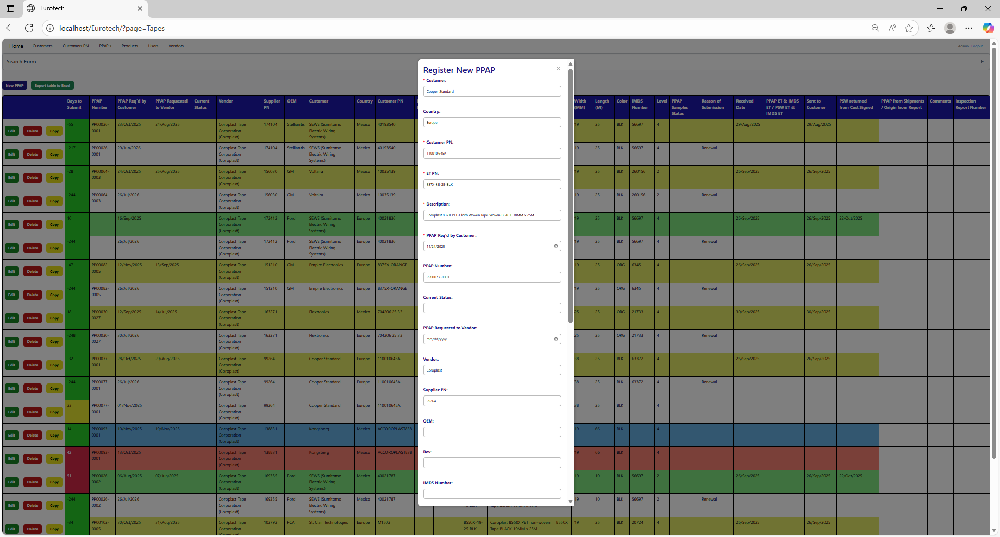 Eurotech
localhost/Eurotech/?page=Tapes
Home Customers Customers PN PPAP's Products Users Vendors Admin Logout
Search Form
New PPAP Export table to Excel
Days to Submit PPAP Number PPAP Req'd by Customer PPAP Requested to Vendor Current Status Vendor Supplier PN OEM Customer Country Customer PN Width (MM) Length (M) Color IMDS Number Level PPAP Samples Status Reason of Submission Received Date PPAP ET & IMDS ET / PSW ET & IMDS ET Sent to Customer PSW returned from Cust Signed PPAP from Shipments / Origin from Report Comments Inspection Report Number
Edit Delete Copy -55 PP00026-0001 23/Oct/2025 24/Aug/2025 Coroplast Tape Corporation (Coroplast) 174104 Stelliantis SEWS (Sumitomo Electric Wiring Systems) Mexico 40193540 19 25 BLK 56697 4 29/Aug/2025 29/Aug/2025
Edit Delete Copy -217 PP00026-0001 29/Jun/2026 Coroplast Tape Corporation (Coroplast) 174104 Stelliantis SEWS (Sumitomo Electric Wiring Systems) Mexico 40193540 19 25 BLK 56697 4 Renewal
Edit Delete Copy -28 PP00064-0003 24/Oct/2025 25/Aug/2025 Coroplast Tape Corporation (Coroplast) 156030 GM Voltaira Mexico 10035139 19 25 BLK 260156 2 26/Sep/2025 26/Sep/2025
Edit Delete Copy -244 PP00064-0003 26/Jul/2026 Coroplast Tape Corporation (Coroplast) 156030 GM Voltaira Mexico 10035139 19 25 BLK 260156 2 Renewal
Edit Delete Copy 10 16/Sep/2025 Coroplast Tape Corporation (Coroplast) 172412 Ford SEWS (Sumitomo Electric Wiring Systems) Europe 40021836 19 25 BLK 56697 4 26/Sep/2025 26/Sep/2025 22/Oct/2025
Edit Delete Copy -244 26/Jul/2026 Coroplast Tape Corporation (Coroplast) 172412 Ford SEWS (Sumitomo Electric Wiring Systems) Europe 40021836 19 25 BLK 56697 4 Renewal
Edit Delete Copy -47 PP00082-0005 12/Nov/2025 13/Sep/2025 Coroplast Tape Corporation (Coroplast) 151210 GM Empire Electronics Europe 8375X-ORANGE 19 25 ORG 6345 4 26/Sep/2025 26/Sep/2025
Edit Delete Copy -244 PP00082-0005 26/Jul/2026 Coroplast Tape Corporation (Coroplast) 151210 GM Empire Electronics Europe 8375X-ORANGE 19 25 ORG 6345 4 Renewal
Edit Delete Copy 18 PP00030-0027 12/Sep/2025 14/Jul/2025 Coroplast Tape Corporation (Coroplast) 163271 Flextronics Mexico 704206 25 33 25 25 ORG 21733 4 30/Sep/2025 30/Sep/2025
Edit Delete Copy -248 PP00030-0027 30/Jul/2026 Coroplast Tape Corporation (Coroplast) 163271 Flextronics Mexico 704206 25 33 25 25 ORG 21733 4 Renewal
Edit Delete Copy -32 PP00077-0001 28/Oct/2025 29/Aug/2025 Coroplast Tape Corporation (Coroplast) 99264 Cooper Standard Europe 110010645A 38 25 BLK 63372 4 26/Sep/2025 26/Sep/2025
Edit Delete Copy -244 PP00077-0001 26/Jul/2026 Coroplast Tape Corporation (Coroplast) 99264 Cooper Standard Europe 110010645A 38 25 BLK 63372 4 Renewal
Edit Delete Copy 23 PP00077-0001 01/Nov/2025 Coroplast Tape Corporation (Coroplast) 99264 Cooper Standard Europe 110010645A 38 25 BLK 4
Edit Delete Copy 14 PP00093-0001 10/Nov/2025 19/Nov/2025 Coroplast Tape Corporation (Coroplast) 138831 Kongsberg Mexico ACCOROPLAST838 19 66 BLK 4
Edit Delete Copy 42 PP00093-0001 13/Oct/2025 Coroplast Tape Corporation (Coroplast) 138831 Kongsberg Mexico ACCOROPLAST838 19 66 BLK 4
Edit Delete Copy 51 PP00026-0002 06/Aug/2025 07/Jun/2025 Coroplast Tape Corporation (Coroplast) 169355 Ford SEWS (Sumitomo Electric Wiring Systems) Mexico 40021787 19 10 BLK 56697 2 26/Sep/2025 26/Sep/2025 22/Oct/2025
Edit Delete Copy -244 PP00026-0002 26/Jul/2026 Coroplast Tape Corporation (Coroplast) 169355 Ford SEWS (Sumitomo Electric Wiring Systems) Mexico 40021787 19 10 BLK 56697 2 Renewal
Edit Delete Copy -34 PP00102-0005 30/Oct/2025 31/Aug/2025 Coroplast Tape Corporation 102792 FCA St. Clair Technologies Europe M1502 8550X-19-25-BLK Coroplast 8550X PET non-woven Tape BLACK 19MM x 25M 8550X 19 25 BLK 20724 4 26/Sep/2025 26/Sep/2025
Register New PPAP
* Customer:
Cooper Standard
Country:
Europe
* Customer PN:
110010645A
* ET PN:
837X-38-25-BLK
* Description:
Coroplast 837X PET-Cloth Woven Tape Woven BLACK 38MM x 25M
* PPAP Req'd by Customer:
11/24/2025
PPAP Number:
PP00077-0001
Current Status:
PPAP Requested to Vendor:
mm/dd/yyyy
Vendor:
Coroplast
Supplier PN:
99264
OEM:
Rev:
IMDS Number: